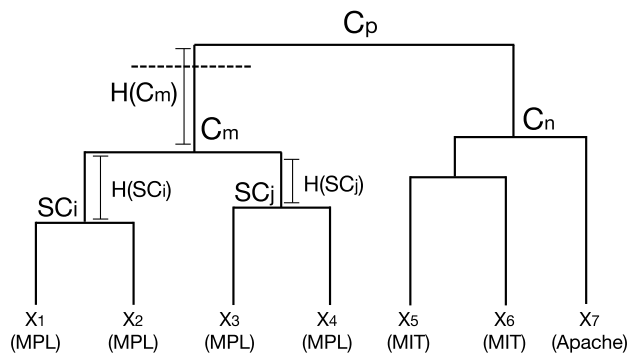 Cp
H(Cm)
Cm
Cn
SCi
H(SCi)
SCj
H(SCj)
X1 X2 X3 X4 X5 X6 X7
(MPL) (MPL) (MPL) (MPL) (MIT) (MIT) (Apache)